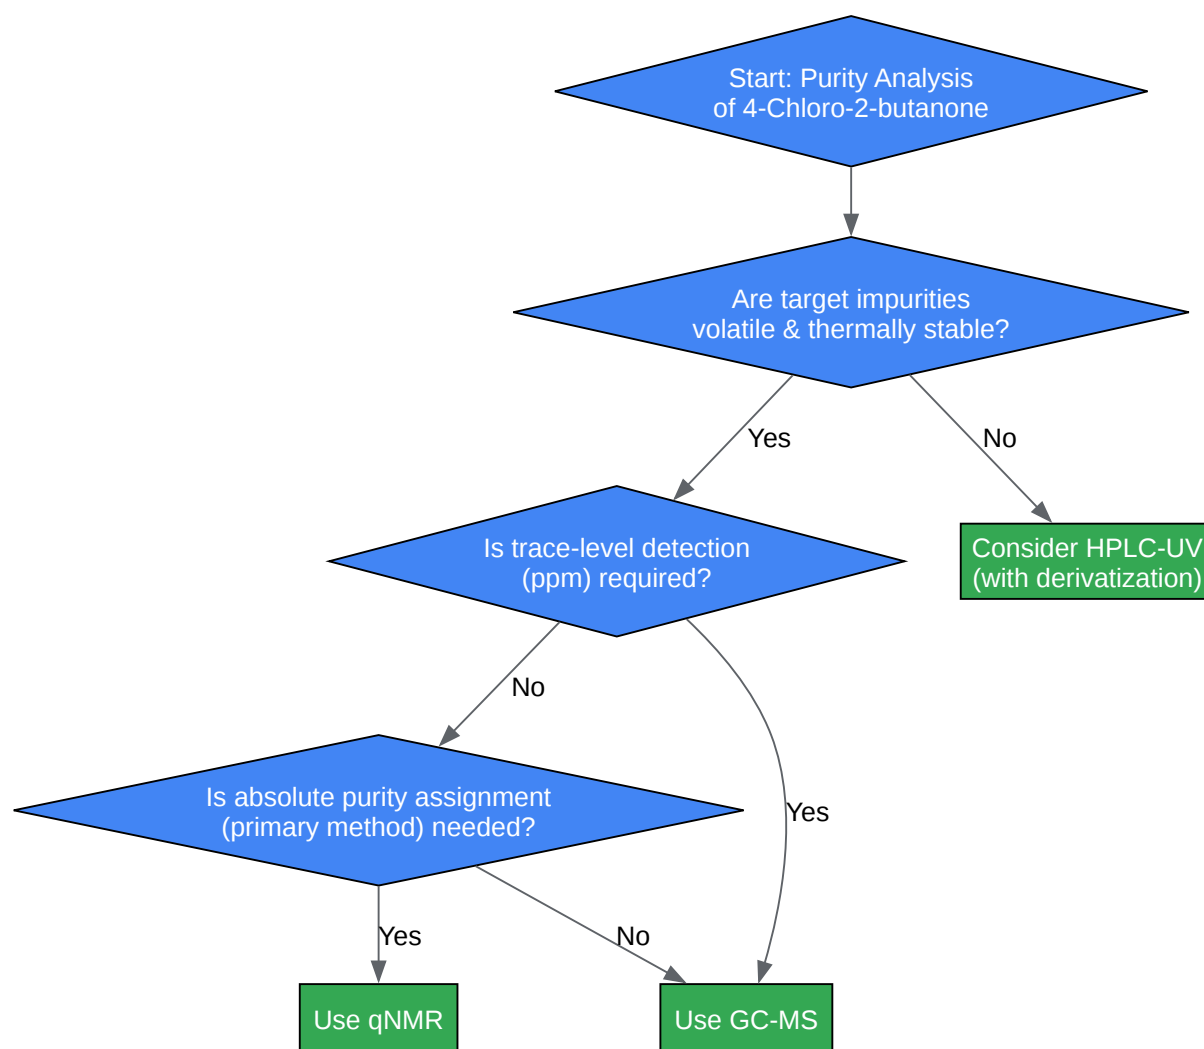 Start: Purity Analysis
of 4-Chloro-2-butanone
Are target impurities
volatile & thermally stable?
Yes
No
Is trace-level detection
(ppm) required?
Consider HPLC-UV
(with derivatization)
No
Is absolute purity assignment
(primary method) needed?
Yes
Yes
No
Use qNMR
Use GC-MS